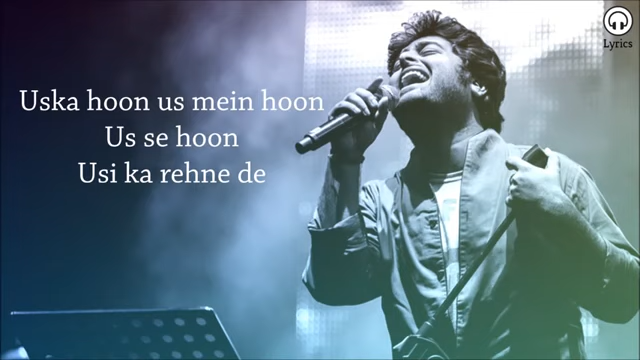 Lyrics
Uska hoon us mein hoon
Us se hoon
Usi ka rehne de